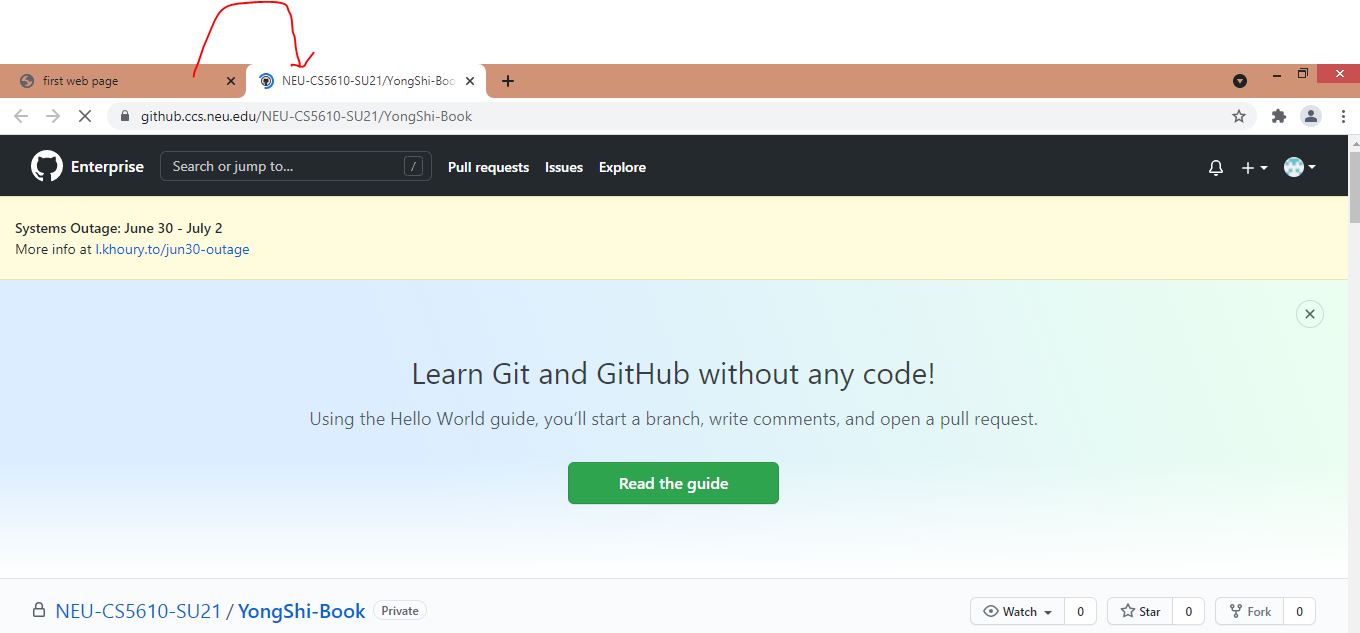 first web page
NEU-CS5610-SU21/YongShi-Boo
github.ccs.neu.edu/NEU-CS5610-SU21/YongShi-Book
Enterprise Search or jump to... / Pull requests Issues Explore
Systems Outage: June 30 - July 2
More info at l.khoury.to/jun30-outage
Learn Git and GitHub without any code!
Using the Hello World guide, you’ll start a branch, write comments, and open a pull request.
Read the guide
NEU-CS5610-SU21 / YongShi-Book Private Watch 0 Star 0 Fork 0